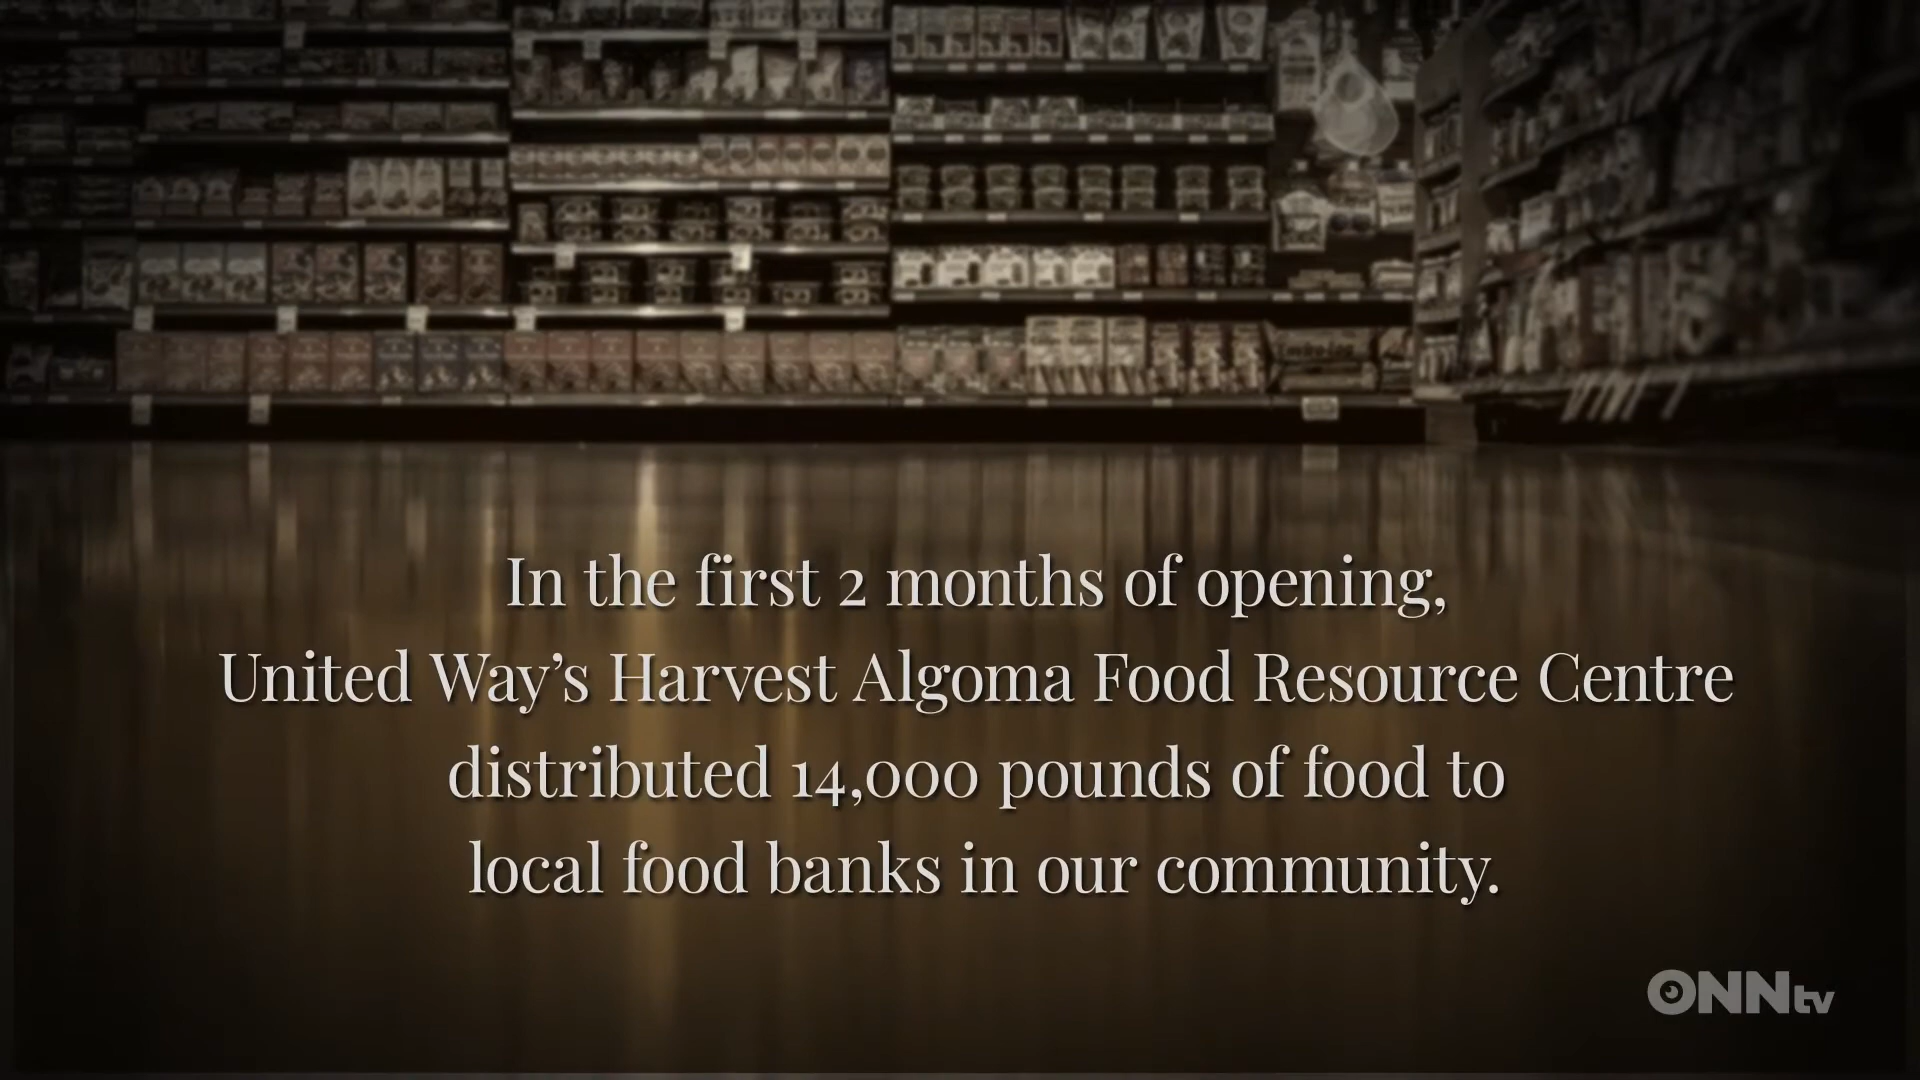 In the first 2 months of opening,
United Way’s Harvest Algoma Food Resource Centre
distributed 14,000 pounds of food to
local food banks in our community.
ONNtv